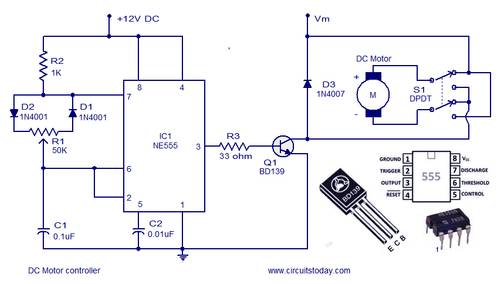 +12V DC
Vm
R2
1K
D2
1N4001
D1
1N4001
R1
50K
7
8
4
IC1
NE555
3
6
2
5
1
R3
33 ohm
Q1
BD139
D3
1N4007
DC Motor
+
M
-
S1
DPDT
C1
0.1uF
C2
0.01uF
BD139
E C B
GROUND 1
TRIGGER 2
OUTPUT 3
RESET 4
555
8 Vcc
7 DISCHARGE
6 THRESHOLD
5 CONTROL
1
DC Motor controller
www.circuitstoday.com